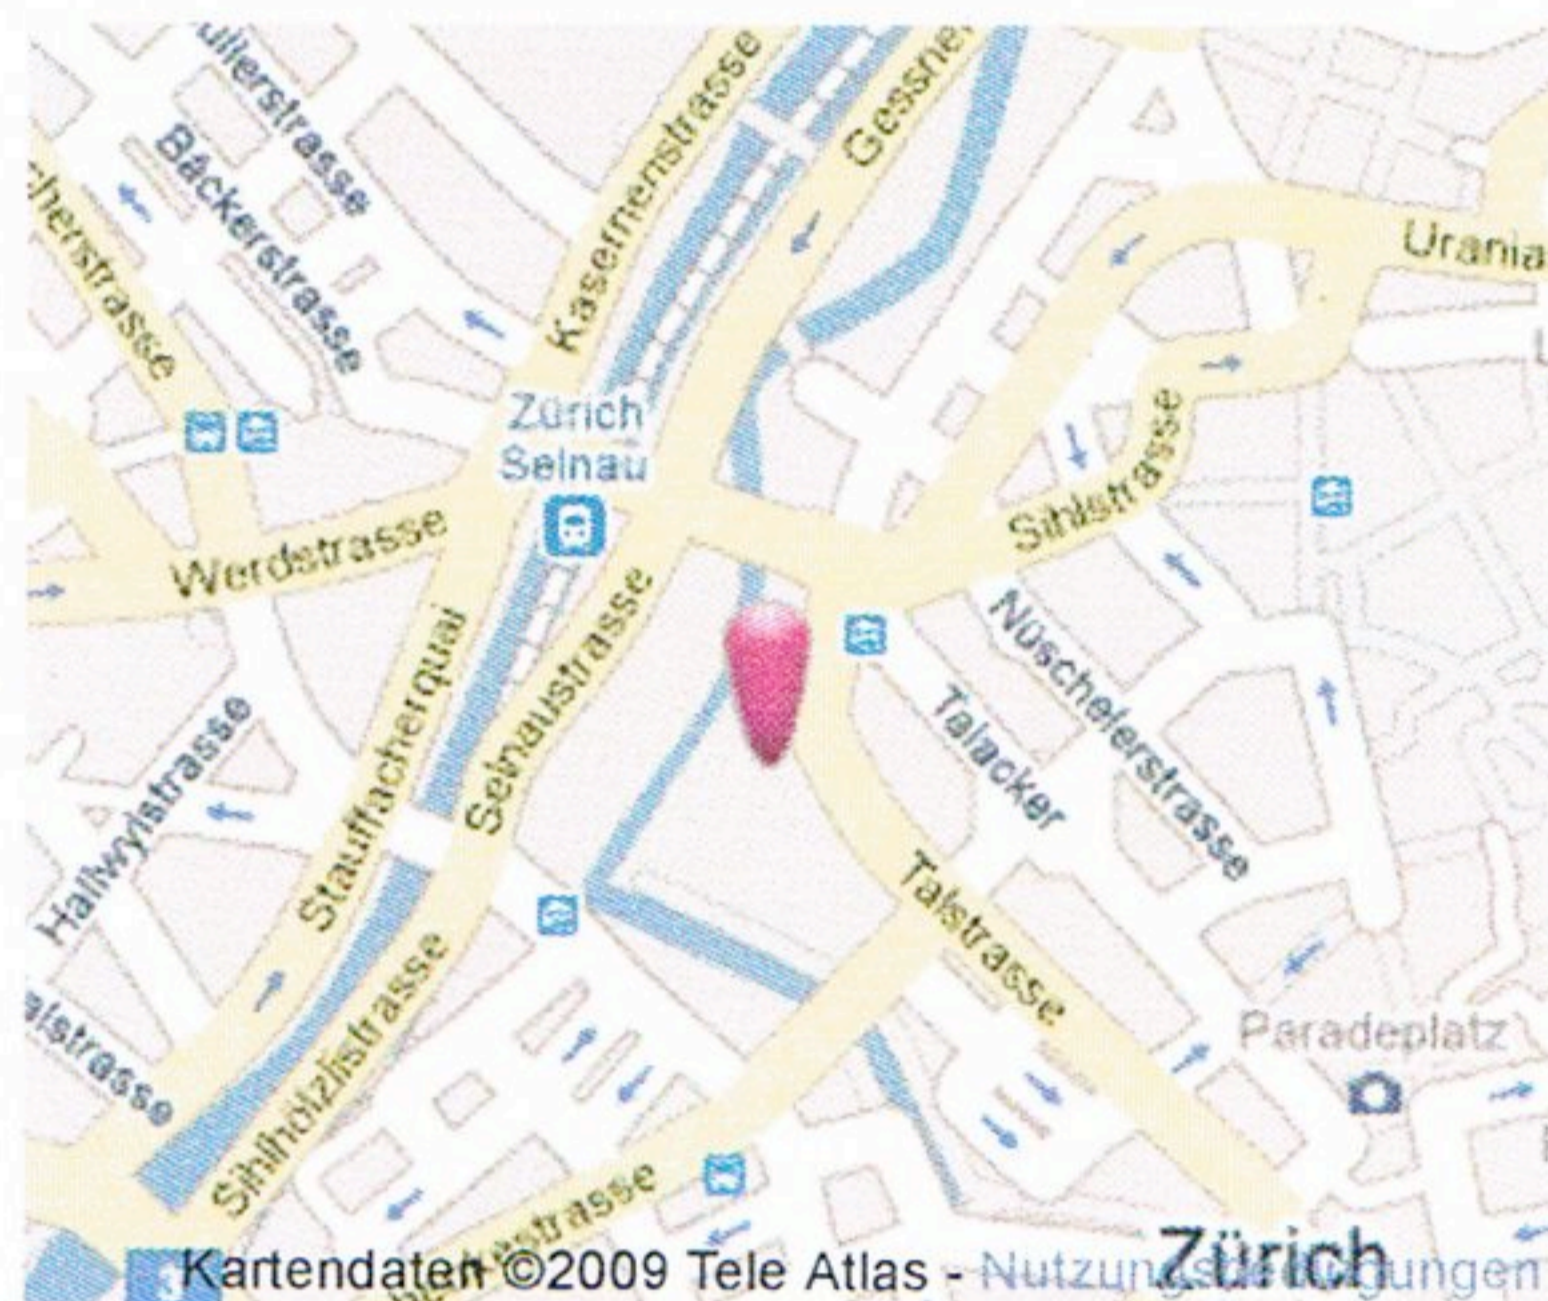 Kasernenstrasse
Bäckerstrasse
Urania
Zürich
Selnau
Sihlstrasse
Werdstrasse
Stauffacherquai
Selnaustrasse
Nüschelerstrasse
Talacker
Hallwylstrasse
Talstrasse
Sihlhölzlistrasse
Paradeplatz
Zürich
Kartendaten ©2009 Tele Atlas - Nutzungsbedingungen